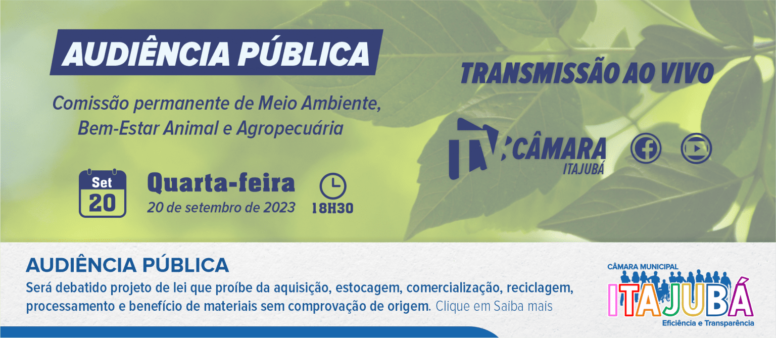 AUDIÊNCIA PÚBLICA
Comissão permanente de Meio Ambiente,
Bem-Estar Animal e Agropecuária
Set
20
Quarta-feira
20 de setembro de 2023
18H30
TRANSMISSÃO AO VIVO
TV CÂMARA
ITAJUBÁ
AUDIÊNCIA PÚBLICA
Será debatido projeto de lei que proíbe da aquisição, estocagem, comercialização, reciclagem,
processamento e benefício de materiais sem comprovação de origem. Clique em Saiba mais
CÂMARA MUNICIPAL
ITAJUBÁ
Eficiência e Transparência